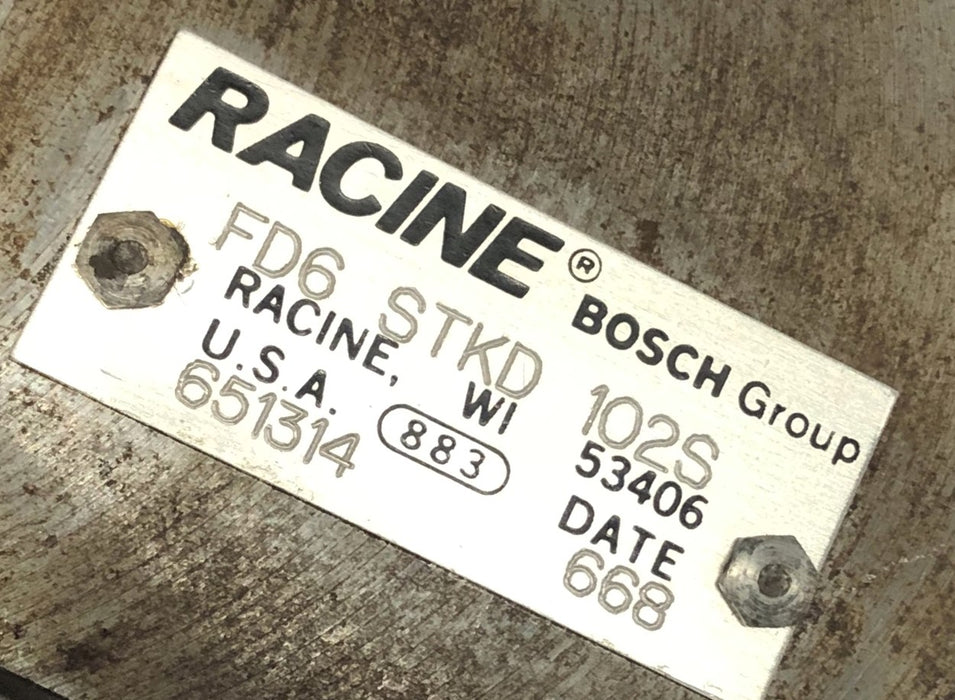 RACINE® BOSCH Group
FD6 STKD 102S
RACINE, WI 53406
U.S.A. 883 DATE
651314 668